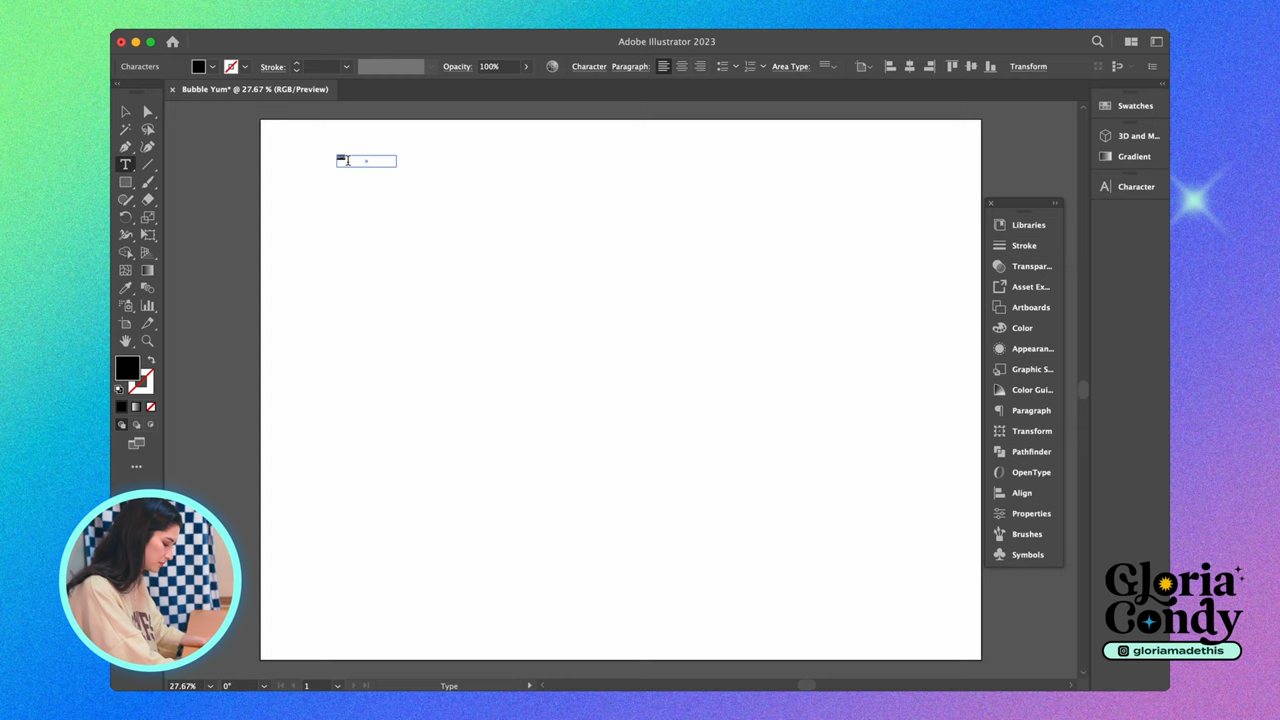 Adobe Illustrator 2023
Characters
Stroke:
Opacity: 100%
Character
Paragraph:
Area Type:
Transform
× Bubble Yum* @ 27.67 % (RGB/Preview)
Swatches
3D and M...
Gradient
Character
Libraries
Stroke
Transpar...
Asset Ex...
Artboards
Color
Appearan...
Graphic S...
Color Gui...
Paragraph
Transform
Pathfinder
OpenType
Align
Properties
Brushes
Symbols
27.67%
0°
1
Type
Gloria
Condy
gloriamadethis